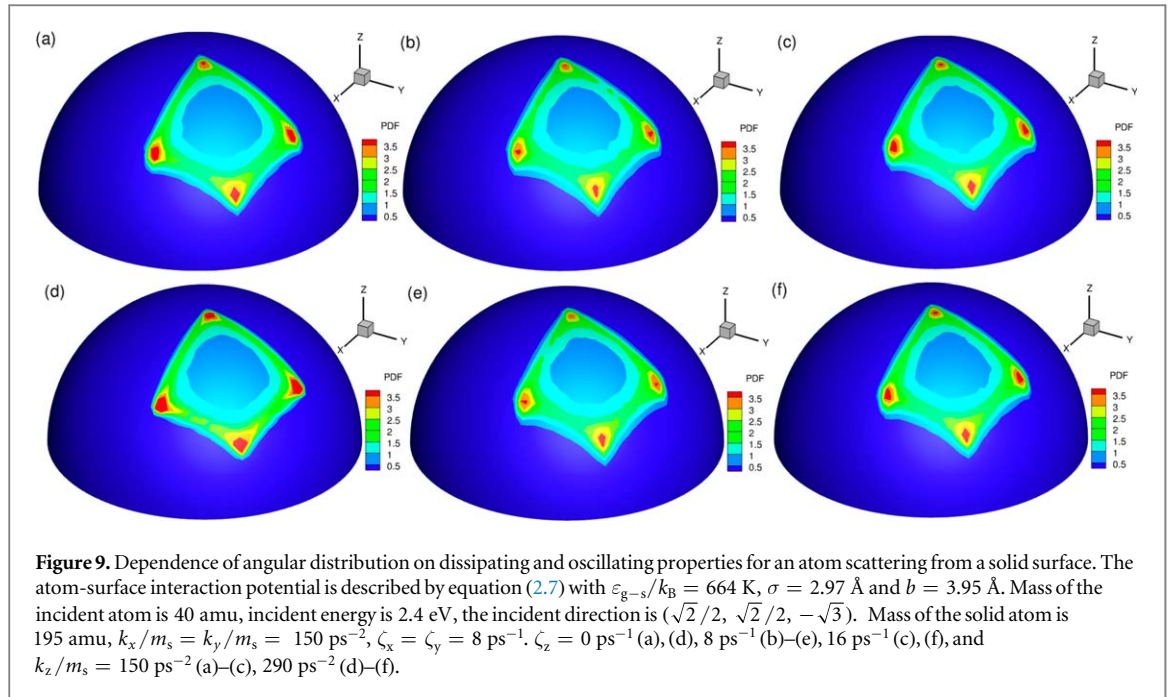 (a)
Z
X
Y
PDF
3.5
3
2.5
2
1.5
1
0.5
(b)
Z
X
Y
PDF
3.5
3
2.5
2
1.5
1
0.5
(c)
Z
X
Y
PDF
3.5
3
2.5
2
1.5
1
0.5
(d)
Z
X
Y
PDF
3.5
3
2.5
2
1.5
1
0.5
(e)
Z
X
Y
PDF
3.5
3
2.5
2
1.5
1
0.5
(f)
Z
X
Y
PDF
3.5
3
2.5
2
1.5
1
0.5
Figure 9. Dependence of angular distribution on dissipating and oscillating properties for an atom scattering from a solid surface. The
atom-surface interaction potential is described by equation (2.7) with ε_{g−s}/k_B = 664 K, σ = 2.97 Å and b = 3.95 Å. Mass of the
incident atom is 40 amu, incident energy is 2.4 eV, the incident direction is (√2/2, √2/2, −√3). Mass of the solid atom is
195 amu, k_x/m_s = k_y/m_s = 150 ps⁻², ζ_x = ζ_y = 8 ps⁻¹. ζ_z = 0 ps⁻¹ (a), (d), 8 ps⁻¹ (b)–(e), 16 ps⁻¹ (c), (f), and
k_z/m_s = 150 ps⁻² (a)–(c), 290 ps⁻² (d)–(f).